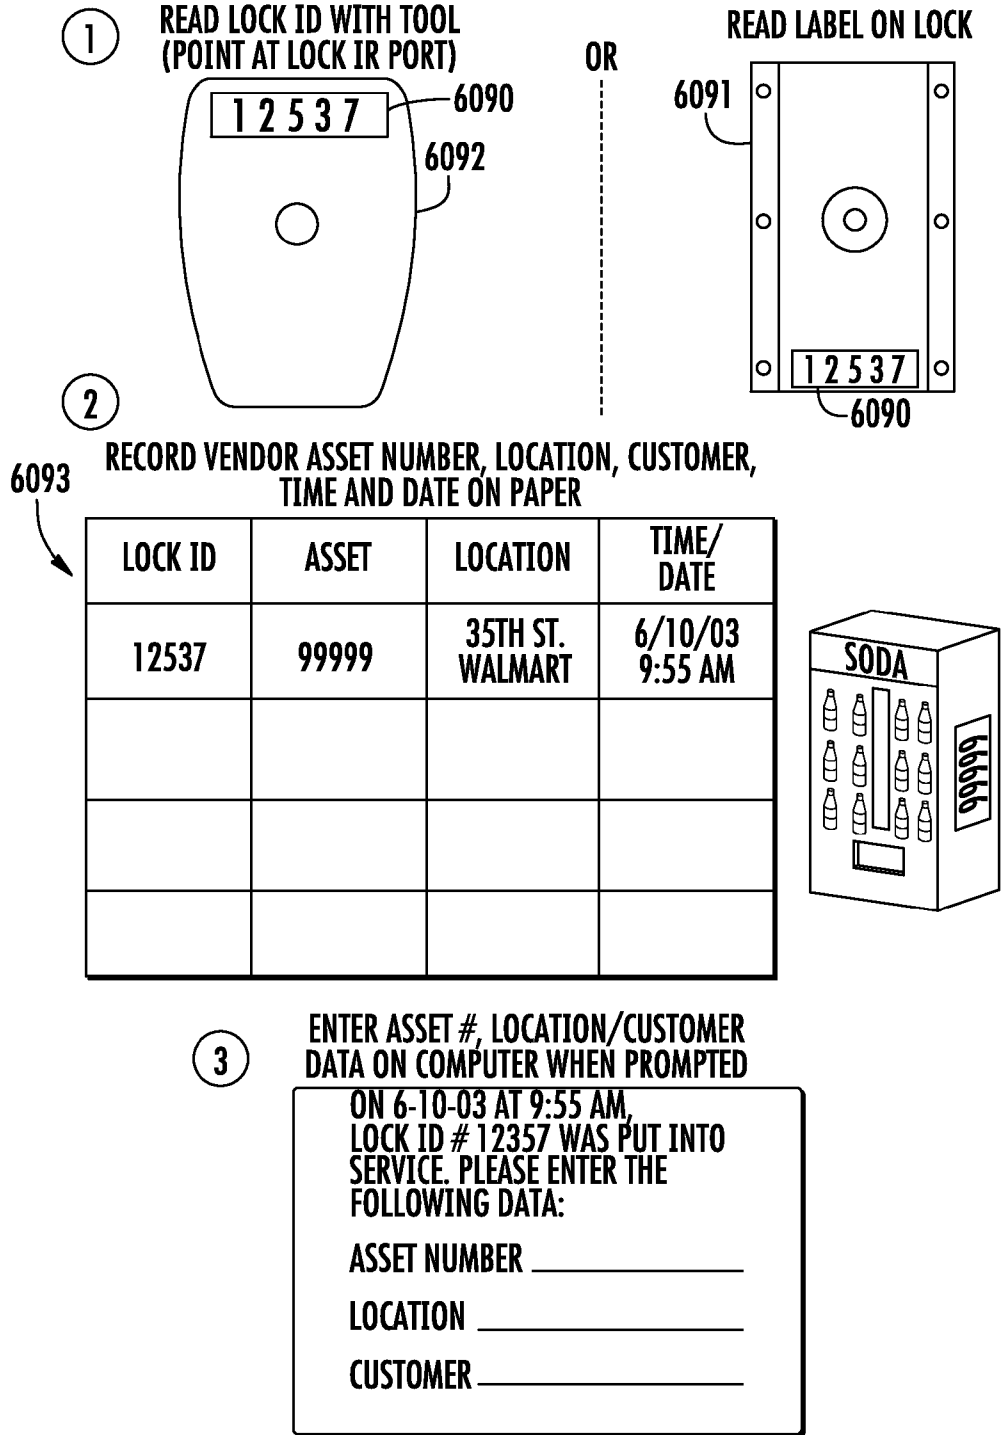 1
READ LOCK ID WITH TOOL
(POINT AT LOCK IR PORT)
12537
6090
6092
OR
READ LABEL ON LOCK
6091
12537
6090
2
RECORD VENDOR ASSET NUMBER, LOCATION, CUSTOMER,
TIME AND DATE ON PAPER
6093
LOCK ID
ASSET
LOCATION
TIME/
DATE
12537
99999
35TH ST.
WALMART
6/10/03
9:55 AM
SODA
99999
3
ENTER ASSET #, LOCATION/CUSTOMER
DATA ON COMPUTER WHEN PROMPTED
ON 6-10-03 AT 9:55 AM,
LOCK ID # 12357 WAS PUT INTO
SERVICE. PLEASE ENTER THE
FOLLOWING DATA:
ASSET NUMBER
LOCATION
CUSTOMER